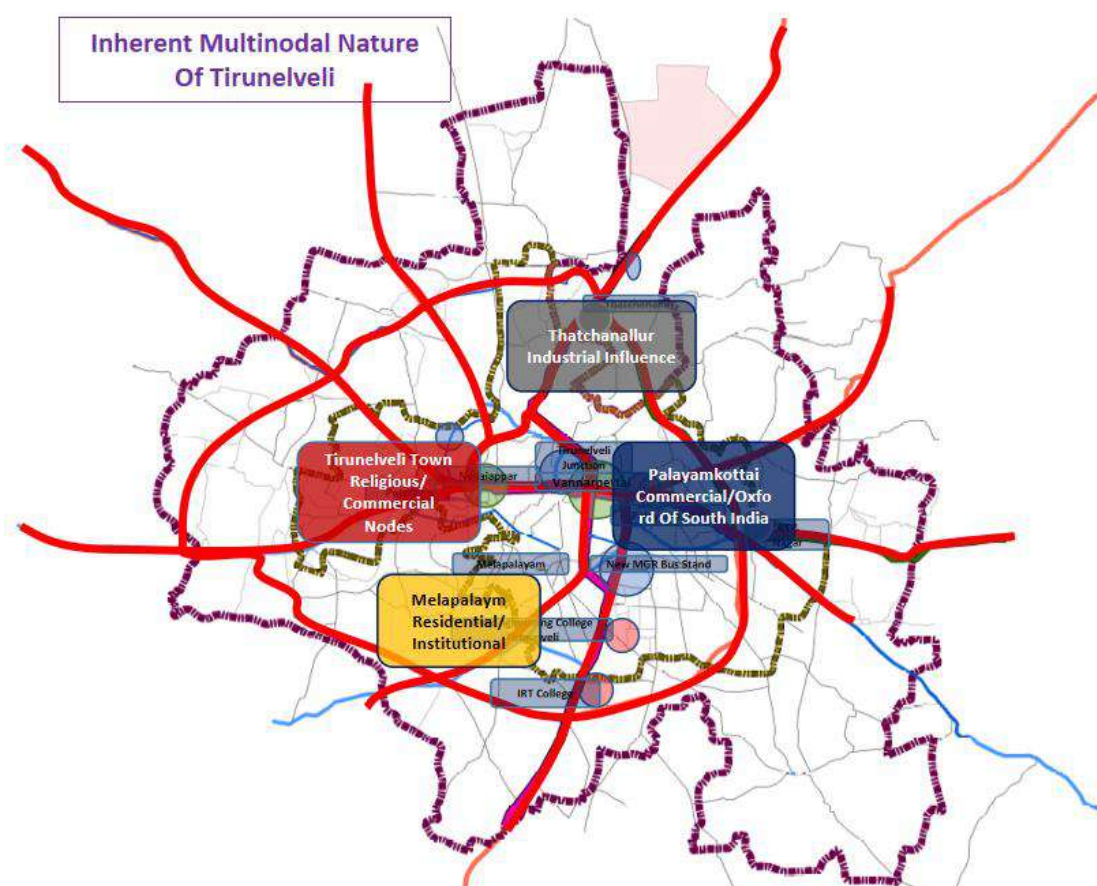 Inherent Multinodal Nature
Of Tirunelveli
Thatchanallur
Industrial Influence
Tirunelveli Town
Religious/
Commercial
Nodes
Tirunelveli
Junction
Vannarpettai
Palayamkottai
Commercial/Oxfo
rd Of South India
Melapalayam
New MGR Bus Stand
Melapalaym
Residential/
Institutional
College
IRT College